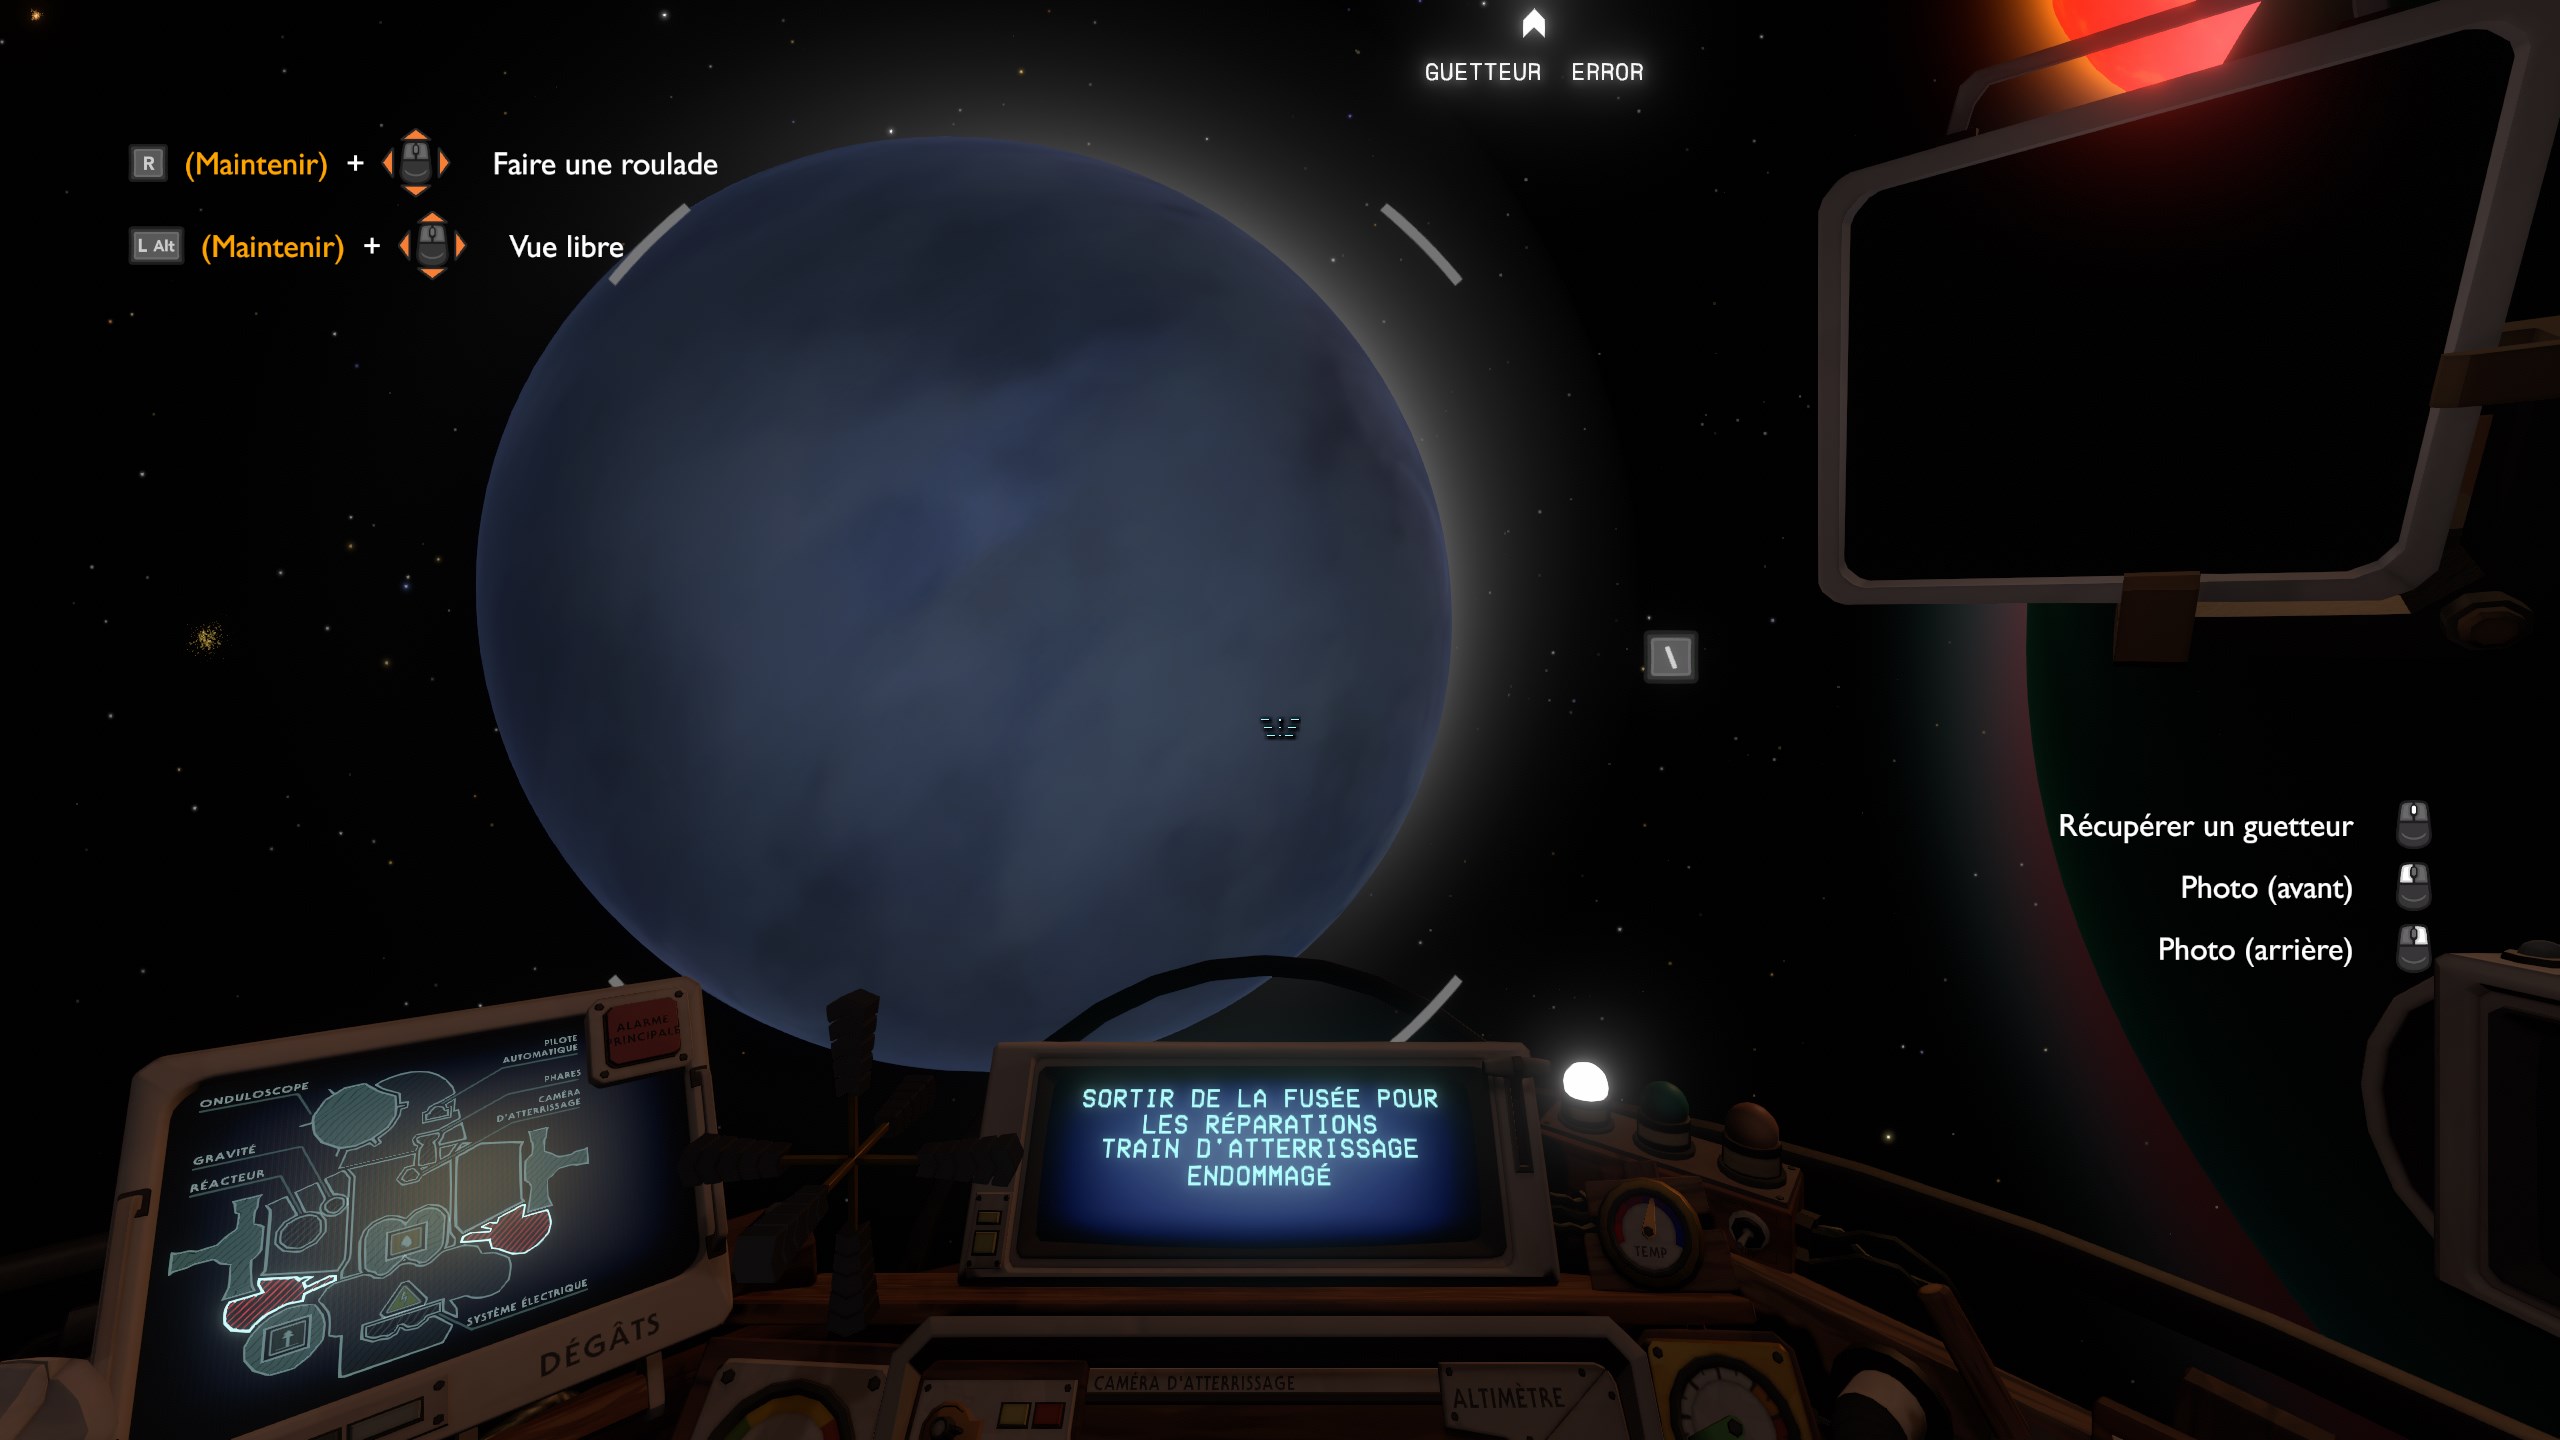 GUETTEUR ERROR
R (Maintenir) + Faire une roulade
L Alt (Maintenir) + Vue libre
\
Récupérer un guetteur
Photo (avant)
Photo (arrière)
ALARME
PRINCIPALE
PILOTE
AUTOMATIQUE
ONDULOSCOPE
PHARES
CAMÉRA
D'ATTERRISSAGE
GRAVITÉ
RÉACTEUR
SYSTÈME ÉLECTRIQUE
DÉGÂTS
SORTIR DE LA FUSÉE POUR
LES RÉPARATIONS
TRAIN D'ATTERRISSAGE
ENDOMMAGÉ
TEMP
CAMÉRA D'ATTERRISSAGE
ALTIMÈTRE